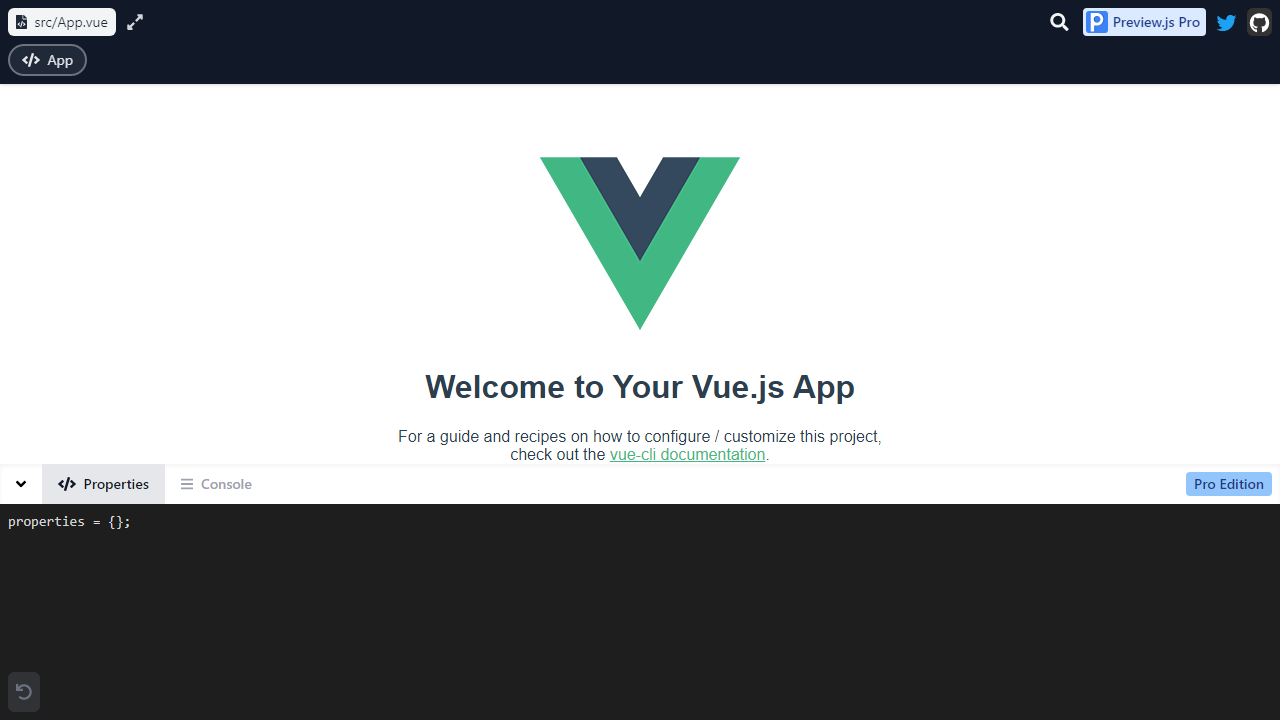 src/App.vue
Preview.js Pro
App
Welcome to Your Vue.js App
For a guide and recipes on how to configure / customize this project,
check out the vue-cli documentation.
Properties
Console
Pro Edition
properties = {};